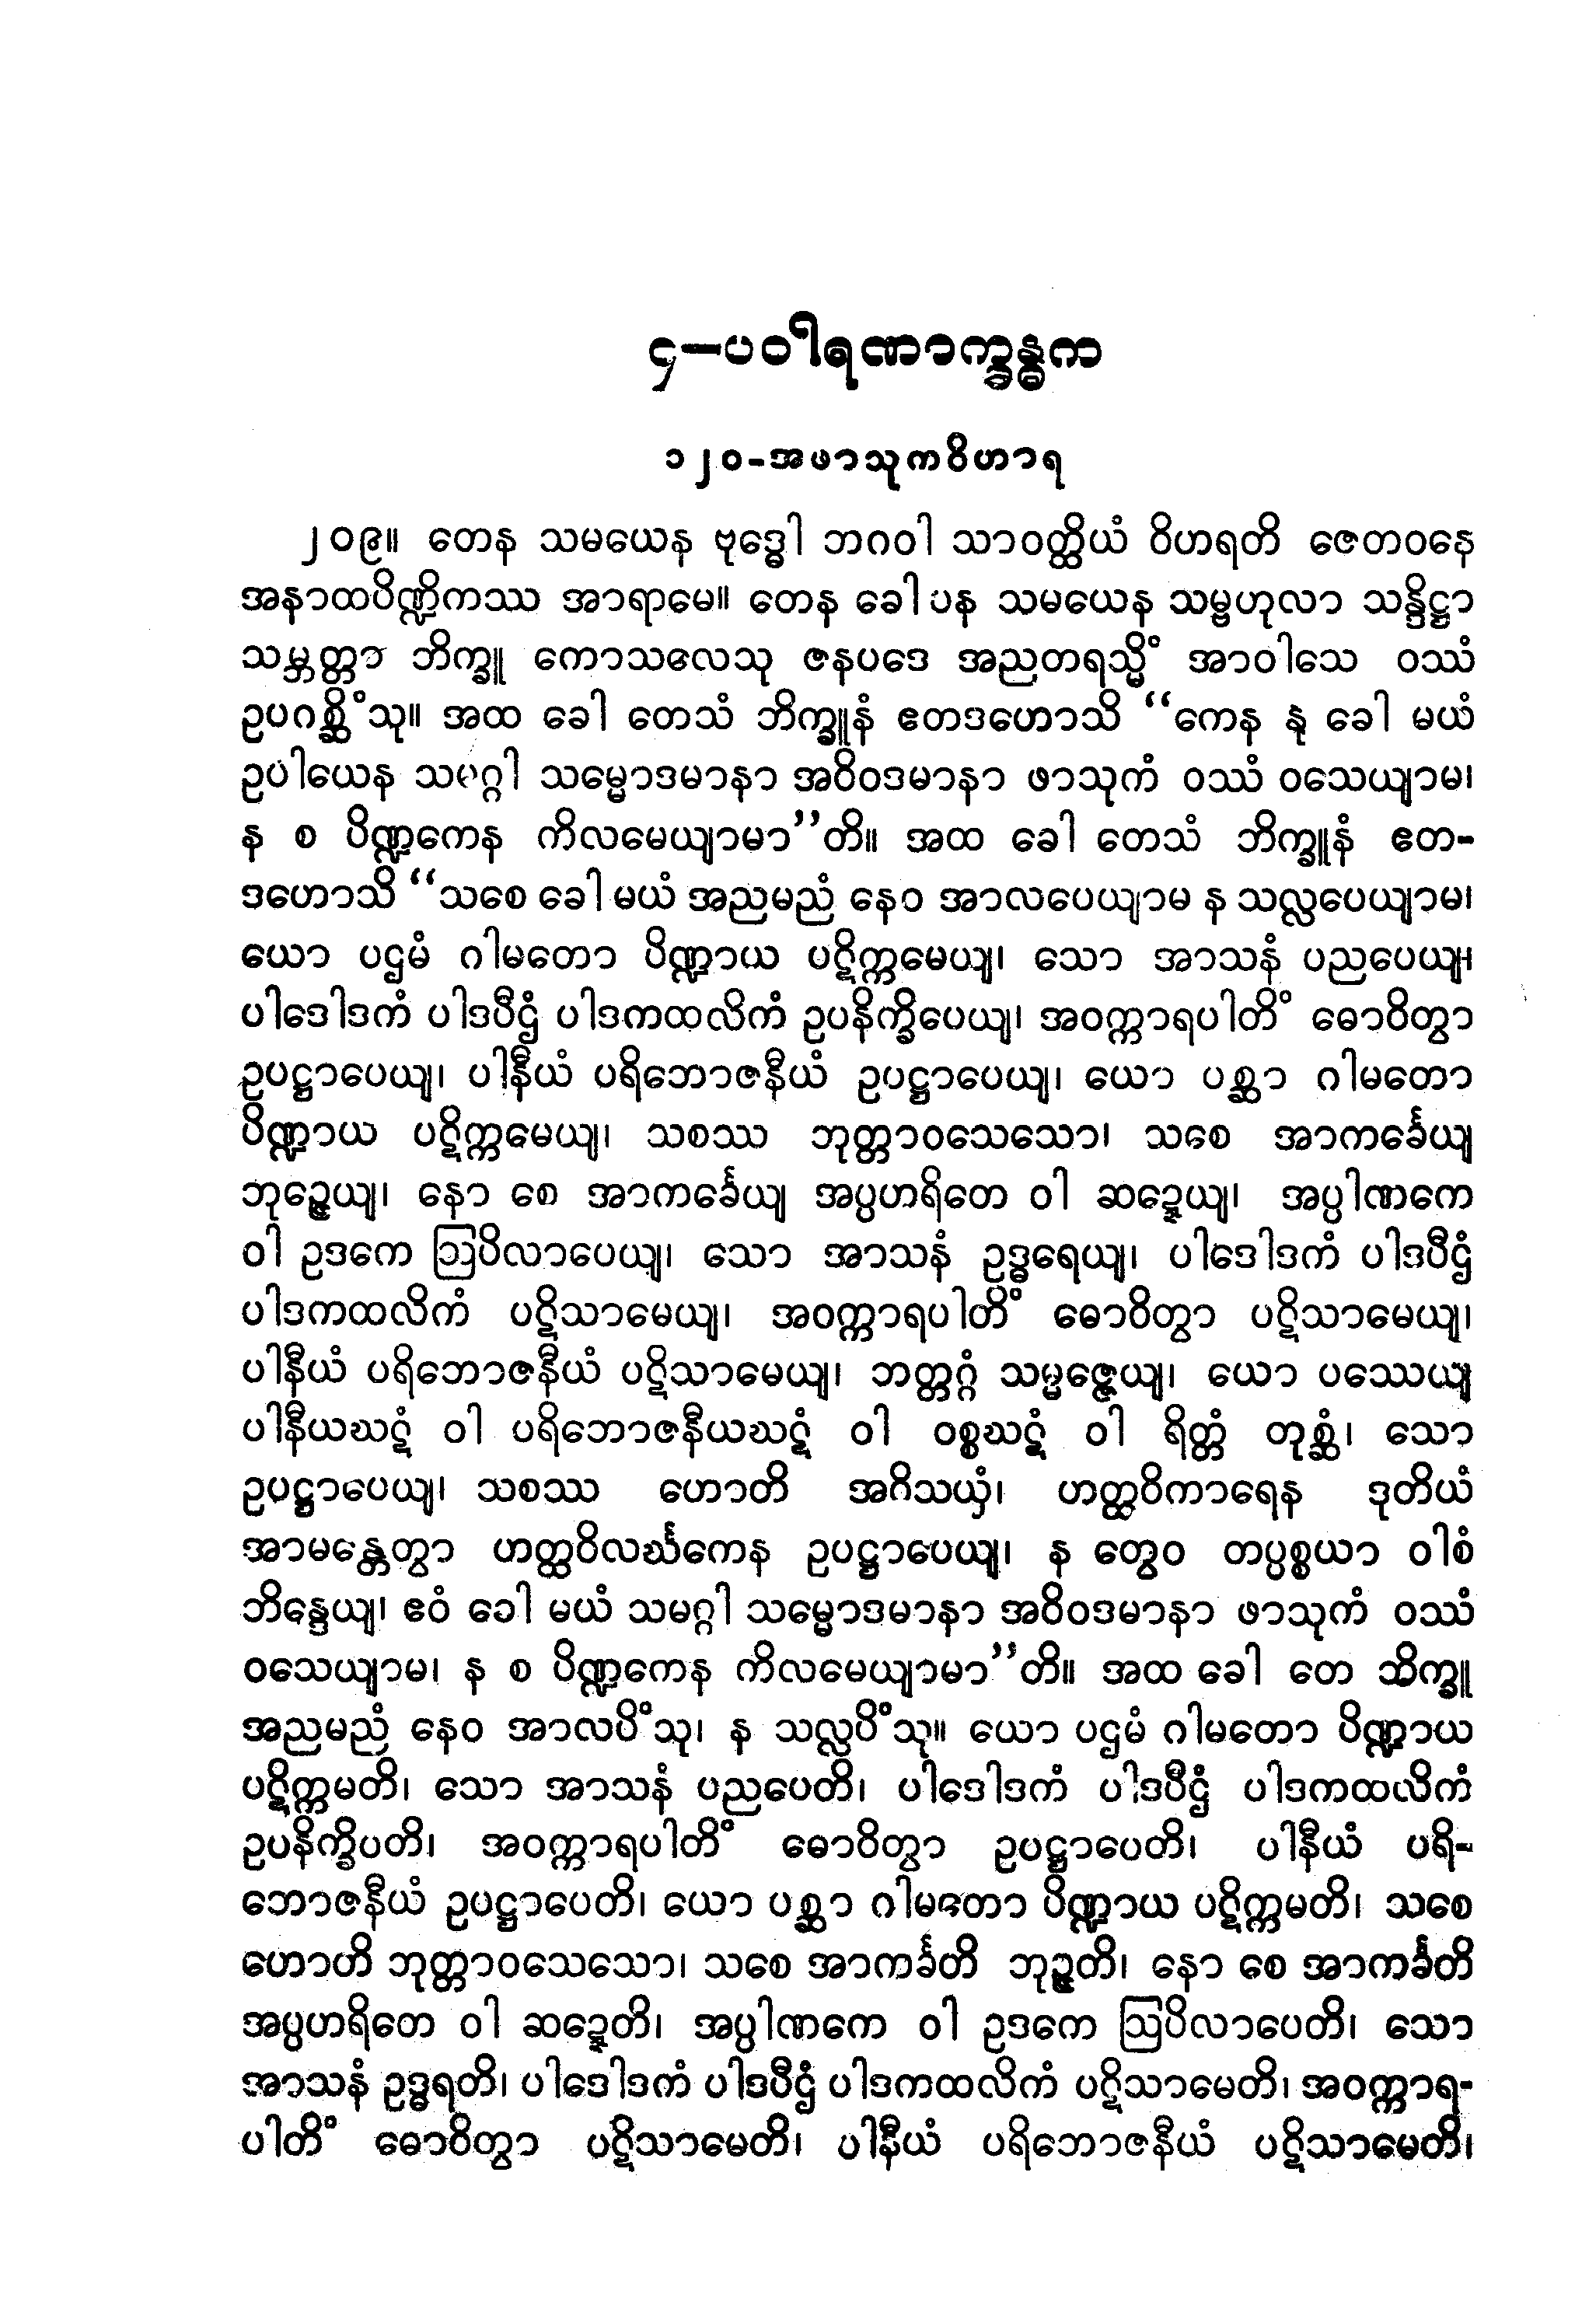 ၄-ပဝါရဏာက္ခန္ဓက
၁၂၀-အဖာသုကဝိဟာရ
၂၀၉။ တေန သမယေန ဗုဒ္ဓေါ ဘဂဝါ သာဝတ္ထိယံ ဝိဟရတိ ဇေတဝနေ
အနာထပိဏ္ဍိကဿ အာရာမေ။ တေန ခေါ ပန သမယေန သမ္ဗဟုလာ သန္ဒိဋ္ဌာ
သမ္ဘတ္တာ ဘိက္ခူ ကောသလေသု ဇနပဒေ အညတရသ္မိံ အာဝါသေ ဝဿံ
ဥပဂစ္ဆိံသု။ အထ ခေါ တေသံ ဘိက္ခူနံ ဧတဒဟောသိ “ကေန နု ခေါ မယံ
ဥပါယေန သမဂ္ဂါ သမ္မောဒမာနာ အဝိဝဒမာနာ ဖာသုကံ ဝဿံ ဝသေယျာမ၊
န စ ပိဏ္ဍကေန ကိလမေယျာမာ”တိ။ အထ ခေါ တေသံ ဘိက္ခူနံ ဧတ-
ဒဟောသိ “သစေ ခေါ မယံ အညမညံ နေဝ အာလပေယျာမ န သလ္လပေယျာမ၊
ယော ပဌမံ ဂါမတော ပိဏ္ဍာယ ပဋိက္ကမေယျ၊ သော အာသနံ ပညပေယျ၊
ပါဒေါဒကံ ပါဒပီဌံ ပါဒကထလိကံ ဥပနိက္ခိပေယျ၊ အဝက္ကာရပါတိံ ဓောဝိတွာ
ဥပဋ္ဌာပေယျ၊ ပါနီယံ ပရိဘောဇနီယံ ဥပဋ္ဌာပေယျ၊ ယော ပစ္ဆာ ဂါမတော
ပိဏ္ဍာယ ပဋိက္ကမေယျ၊ သစဿ ဘုတ္တာဝသေသော၊ သစေ အာကင်္ခေယျ
ဘုဉ္ဇေယျ၊ နော စေ အာကင်္ခေယျ အပ္ပဟရိတေ ဝါ ဆဍ္ဍေယျ၊ အပ္ပါဏကေ
ဝါ ဥဒကေ ဩပိလာပေယျ၊ သော အာသနံ ဥဒ္ဓရေယျ၊ ပါဒေါဒကံ ပါဒပီဌံ
ပါဒကထလိကံ ပဋိသာမေယျ၊ အဝက္ကာရပါတိံ ဓောဝိတွာ ပဋိသာမေယျ၊
ပါနီယံ ပရိဘောဇနီယံ ပဋိသာမေယျ၊ ဘတ္တဂ္ဂံ သမ္မဇ္ဇေယျ၊ ယော ပဿေယျ
ပါနီယဃဋံ ဝါ ပရိဘောဇနီယဃဋံ ဝါ ဝစ္စဃဋံ ဝါ ရိတ္တံ တုစ္ဆံ၊ သော
ဥပဋ္ဌာပေယျ၊ သစဿ ဟောတိ အဝိသယှံ၊ ဟတ္ထဝိကာရေန ဒုတိယံ
အာမန္တေတွာ ဟတ္ထဝိလင်္ဃကေန ဥပဋ္ဌာပေယျ၊ န တွေဝ တပ္ပစ္စယာ ဝါစံ
ဘိန္ဒေယျ၊ ဧဝံ ခေါ မယံ သမဂ္ဂါ သမ္မောဒမာနာ အဝိဝဒမာနာ ဖာသုကံ ဝဿံ
ဝသေယျာမ၊ န စ ပိဏ္ဍကေန ကိလမေယျာမာ”တိ။ အထ ခေါ တေ ဘိက္ခူ
အညမညံ နေဝ အာလပိံသု၊ န သလ္လပိံသု။ ယော ပဌမံ ဂါမတော ပိဏ္ဍာယ
ပဋိက္ကမတိ၊ သော အာသနံ ပညပေတိ၊ ပါဒေါဒကံ ပါဒပီဌံ ပါဒကထလိကံ
ဥပနိက္ခိပတိ၊ အဝက္ကာရပါတိံ ဓောဝိတွာ ဥပဋ္ဌာပေတိ၊ ပါနီယံ ပရိ-
ဘောဇနီယံ ဥပဋ္ဌာပေတိ၊ ယော ပစ္ဆာ ဂါမတော ပိဏ္ဍာယ ပဋိက္ကမတိ၊ သစေ
ဟောတိ ဘုတ္တာဝသေသော၊ သစေ အာကင်္ခတိ ဘုဉ္ဇတိ၊ နော စေ အာကင်္ခတိ
အပ္ပဟရိတေ ဝါ ဆဍ္ဍေတိ၊ အပ္ပါဏကေ ဝါ ဥဒကေ ဩပိလာပေတိ၊ သော
အာသနံ ဥဒ္ဓရတိ၊ ပါဒေါဒကံ ပါဒပီဌံ ပါဒကထလိကံ ပဋိသာမေတိ၊ အဝက္ကာရ-
ပါတိံ ဓောဝိတွာ ပဋိသာမေတိ၊ ပါနီယံ ပရိဘောဇနီယံ ပဋိသာမေတိ၊